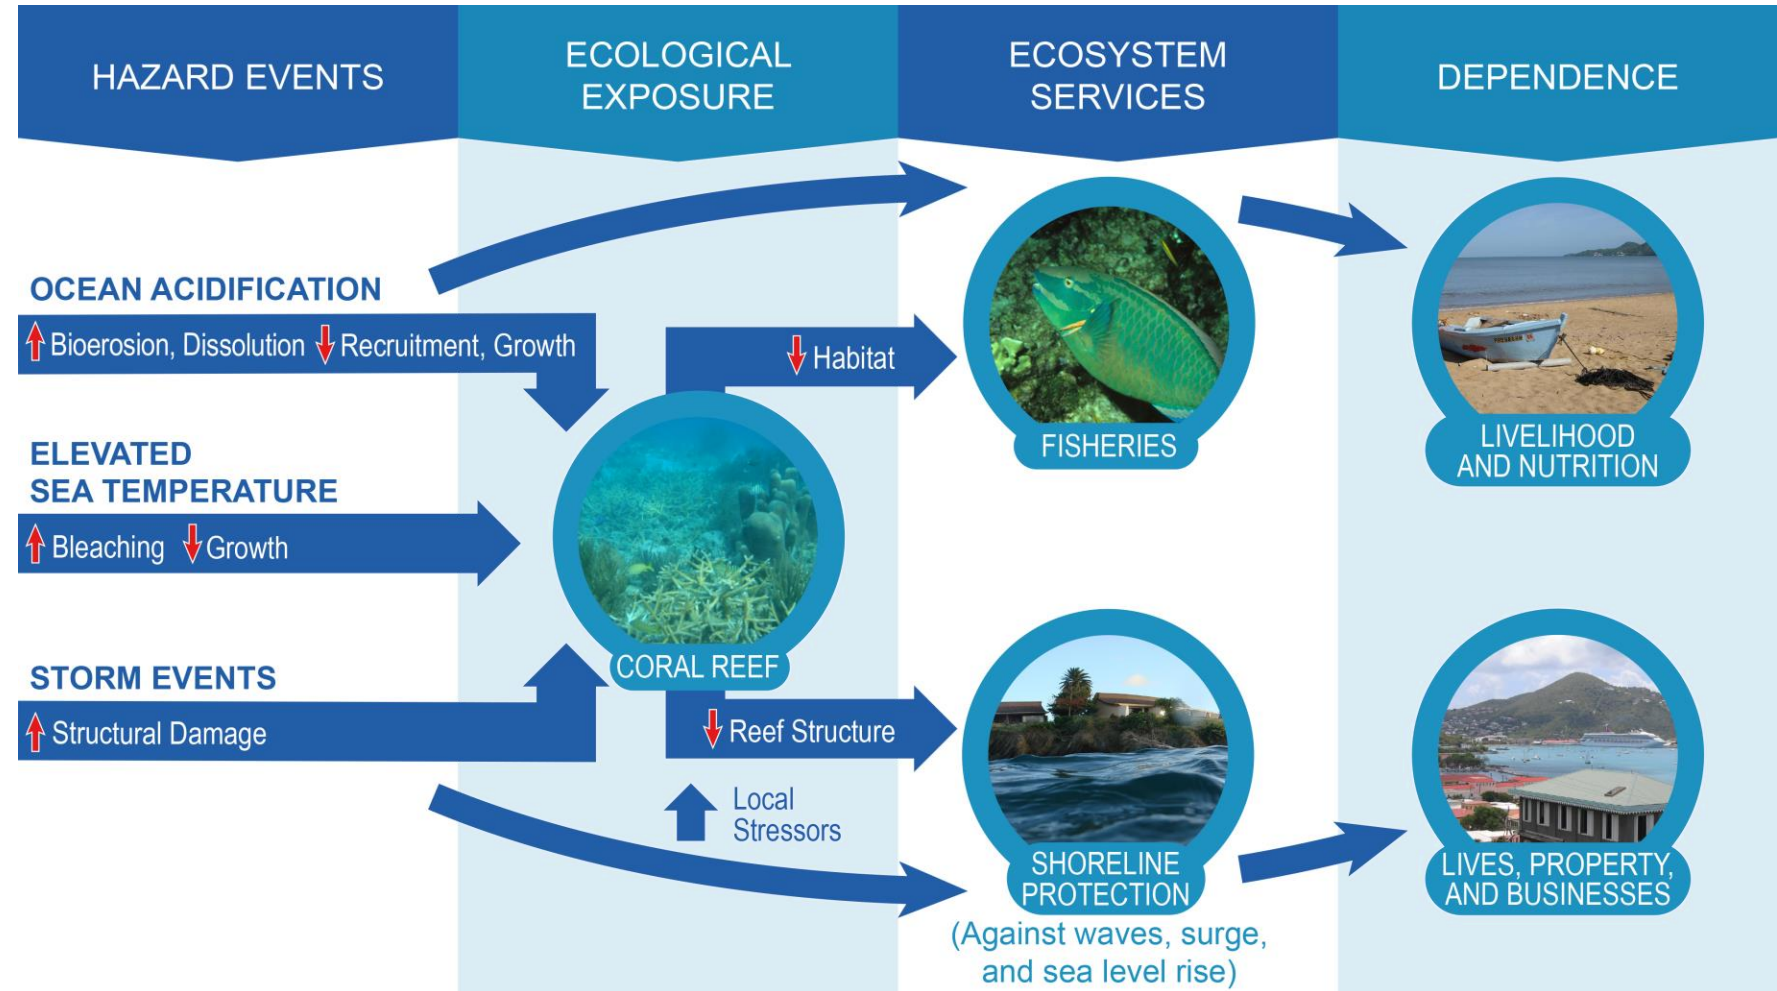 HAZARD EVENTS
ECOLOGICAL
EXPOSURE
ECOSYSTEM
SERVICES
DEPENDENCE
OCEAN ACIDIFICATION
Bioerosion, Dissolution
Recruitment, Growth
ELEVATED
SEA TEMPERATURE
Bleaching
Growth
STORM EVENTS
Structural Damage
CORAL REEF
Habitat
Reef Structure
Local
Stressors
FISHERIES
SHORELINE
PROTECTION
(Against waves, surge,
and sea level rise)
LIVELIHOOD
AND NUTRITION
LIVES, PROPERTY,
AND BUSINESSES